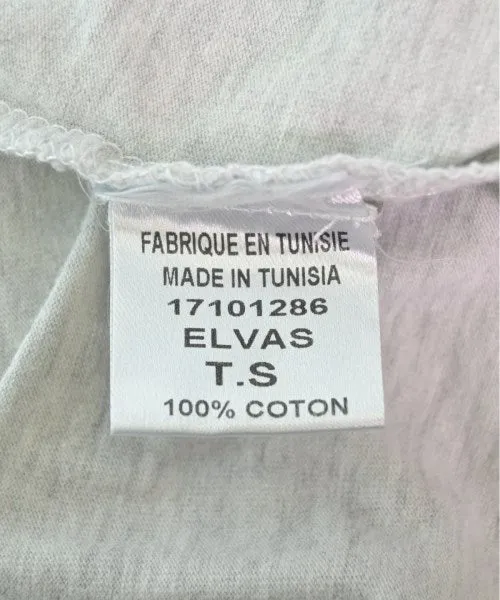 FABRIQUE EN TUNISIE
MADE IN TUNISIA
17101286
ELVAS
T.S
100% COTON